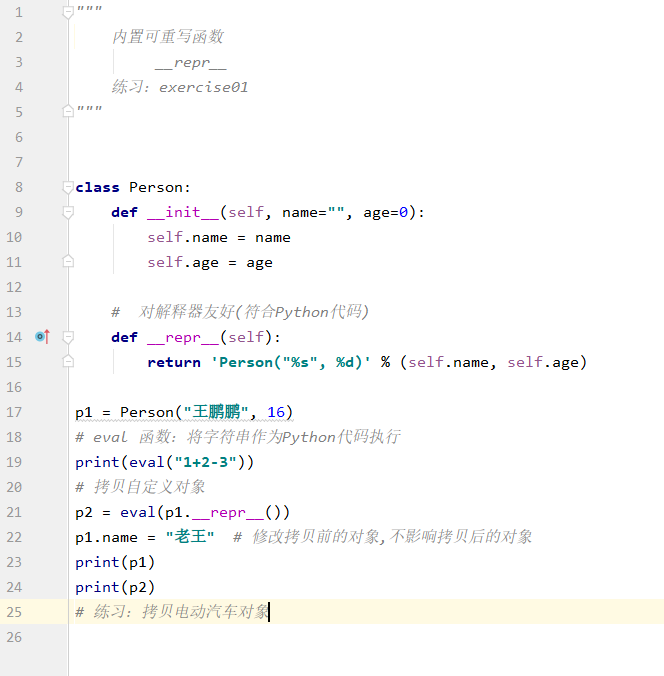 1 """
2     内置可重写函数
3         __repr__
4     练习：exercise01
5 """
6
7
8 class Person:
9     def __init__(self, name="", age=0):
10         self.name = name
11         self.age = age
12
13     #  对解释器友好(符合Python代码)
14     def __repr__(self):
15         return 'Person("%s", %d)' % (self.name, self.age)
16
17 p1 = Person("王鹏鹏", 16)
18 # eval 函数：将字符串作为Python代码执行
19 print(eval("1+2-3"))
20 # 拷贝自定义对象
21 p2 = eval(p1.__repr__())
22 p1.name = "老王"  # 修改拷贝前的对象,不影响拷贝后的对象
23 print(p1)
24 print(p2)
25 # 练习：拷贝电动汽车对象
26